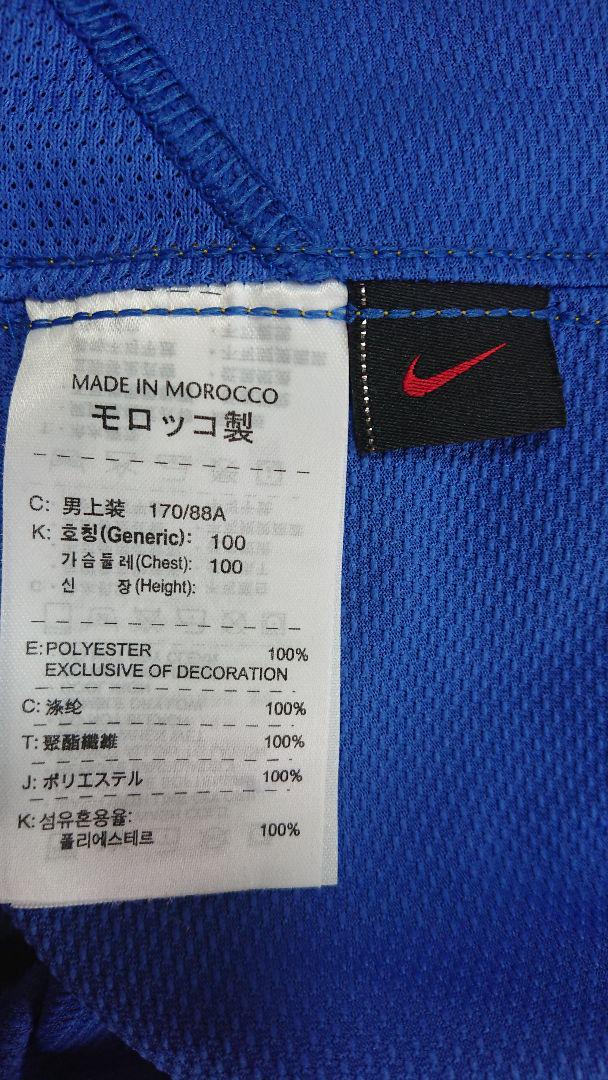 MADE IN MOROCCO
モロッコ製
C: 男上装 170/88A
K: 호칭(Generic): 100
가슴둘레(Chest): 100
신 장(Height):
E: POLYESTER 100%
EXCLUSIVE OF DECORATION
C: 涤纶 100%
T: 聚酯纖維 100%
J: ポリエステル 100%
K: 섬유혼용율:
폴리에스테르 100%